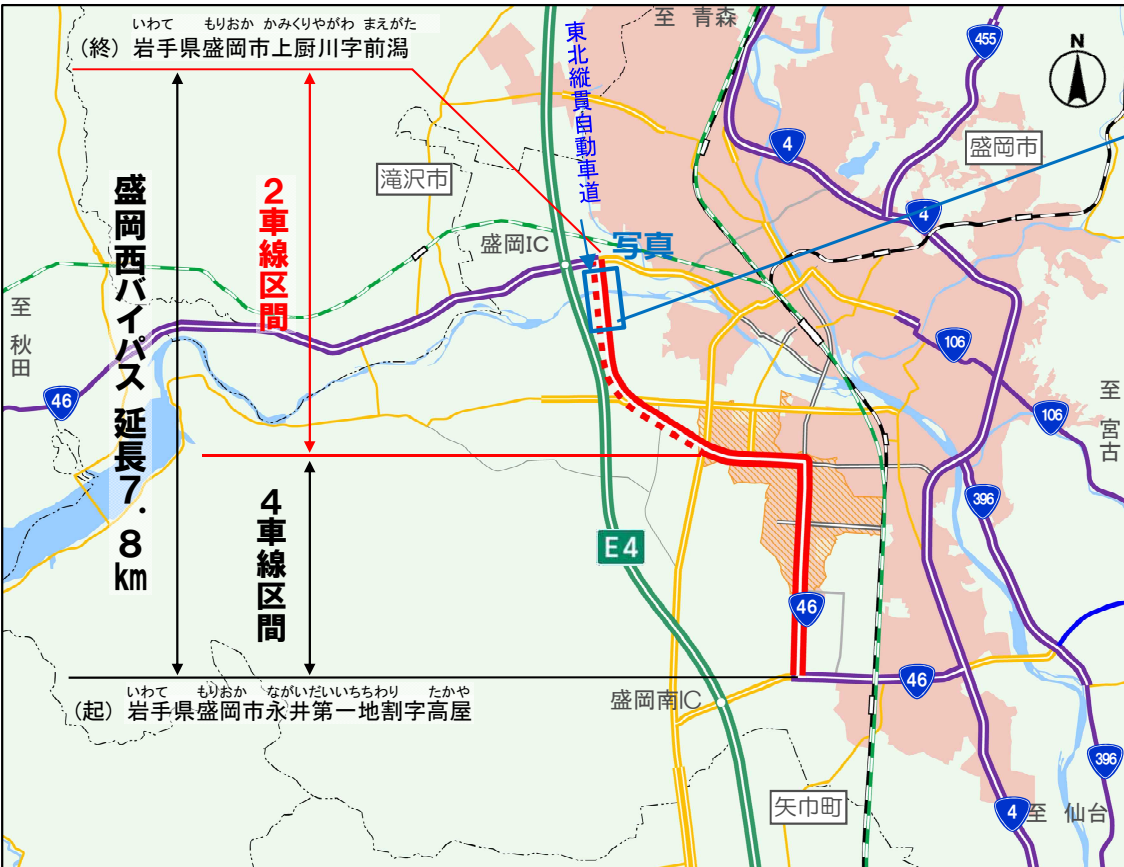 いわて もりおか かみくりやがわ まえがた
（終）岩手県盛岡市上厨川字前潟
東北縦貫自動車道
至 青森
455
N
4
盛岡市
滝沢市
4
盛岡西バイパス 延長7.8km
2車線区間
盛岡IC
写真
至 秋田
46
106
106
至 宮古
396
4車線区間
E4
46
いわて もりおか ながいだいいちちわり たかや
（起）岩手県盛岡市永井第一地割字高屋
盛岡南IC
46
396
矢巾町
4
至 仙台